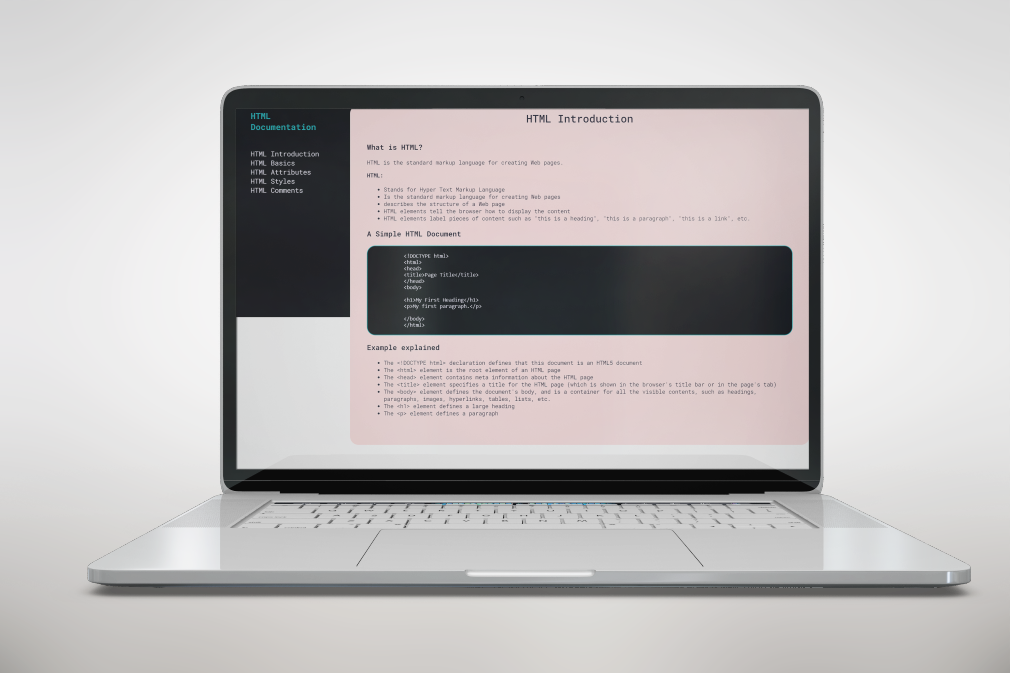 HTML
Documentation
HTML Introduction
HTML Basics
HTML Attributes
HTML Styles
HTML Comments
HTML Introduction
What is HTML?
HTML is the standard markup language for creating Web pages.
HTML:
• Stands for Hyper Text Markup Language
• Is the standard markup language for creating Web pages
• describes the structure of a Web page
• HTML elements tell the browser how to display the content
• HTML elements label pieces of content such as "this is a heading", "this is a paragraph", "this is a link", etc.
A Simple HTML Document
<!DOCTYPE html>
<html>
<head>
<title>Page Title</title>
</head>
<body>
<h1>My First Heading</h1>
<p>My first paragraph.</p>
</body>
</html>
Example explained
• The <!DOCTYPE html> declaration defines that this document is an HTML5 document
• The <html> element is the root element of an HTML page
• The <head> element contains meta information about the HTML page
• The <title> element specifies a title for the HTML page (which is shown in the browser's title bar or in the page's tab)
• The <body> element defines the document's body, and is a container for all the visible contents, such as headings,
paragraphs, images, hyperlinks, tables, lists, etc.
• The <h1> element defines a large heading
• The <p> element defines a paragraph